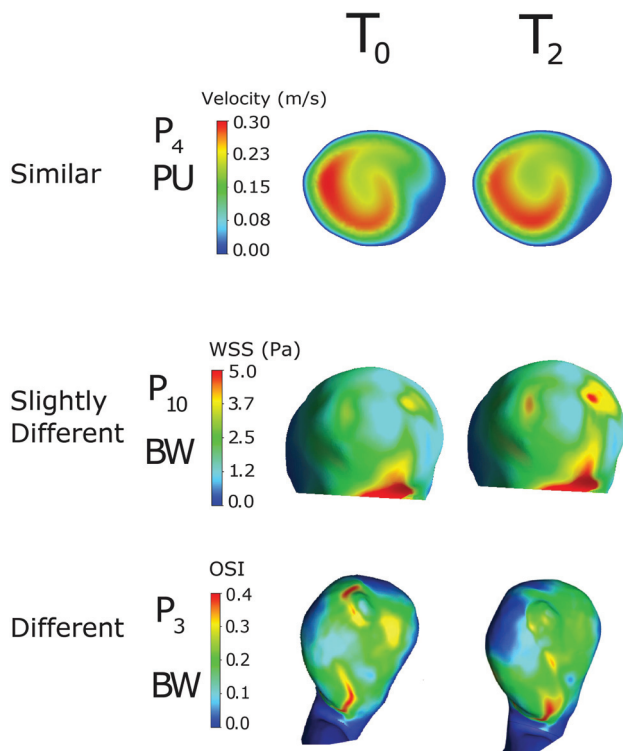 T0 T2
Velocity (m/s)
Similar
P4
PU
0.30
0.23
0.15
0.08
0.00
WSS (Pa)
Slightly
Different
P10
BW
5.0
3.7
2.5
1.2
0.0
OSI
Different
P3
BW
0.4
0.3
0.2
0.1
0.0